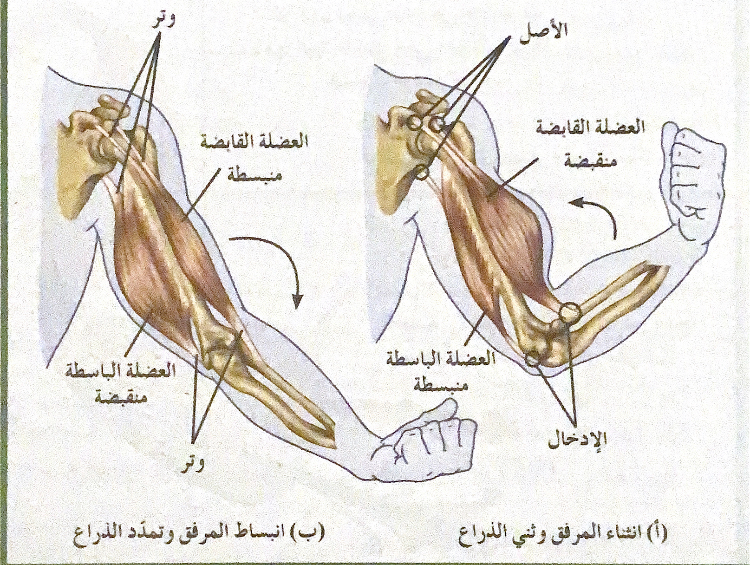 الأصل
العضلة القابضة
منقبضة
العضلة الباسطة
منبسطة
الإدخال
(أ) انثناء المرفق وثني الذراع
وتر
العضلة القابضة
منبسطة
العضلة الباسطة
منقبضة
وتر
(ب) انبساط المرفق وتمدّد الذراع